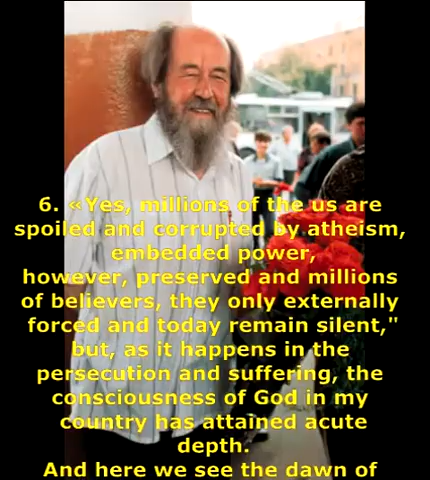 6. «Yes, millions of the us are
spoiled and corrupted by atheism,
embedded power,
however, preserved and millions
of believers, they only externally
forced and today remain silent,"
but, as it happens in the
persecution and suffering, the
consciousness of God in my
country has attained acute
depth.
And here we see the dawn of